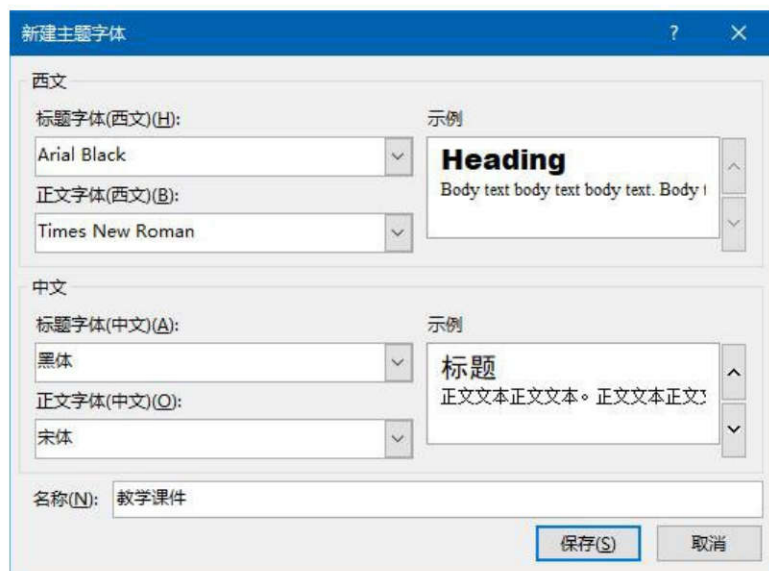 新建主题字体 ?
西文
标题字体(西文)(H):
Arial Black
正文字体(西文)(B):
Times New Roman
示例
Heading
Body text body text body text. Body t
中文
标题字体(中文)(A):
黑体
正文字体(中文)(O):
宋体
示例
标题
正文文本正文文本。正文文本正文
名称(N): 教学课件
保存(S) 取消